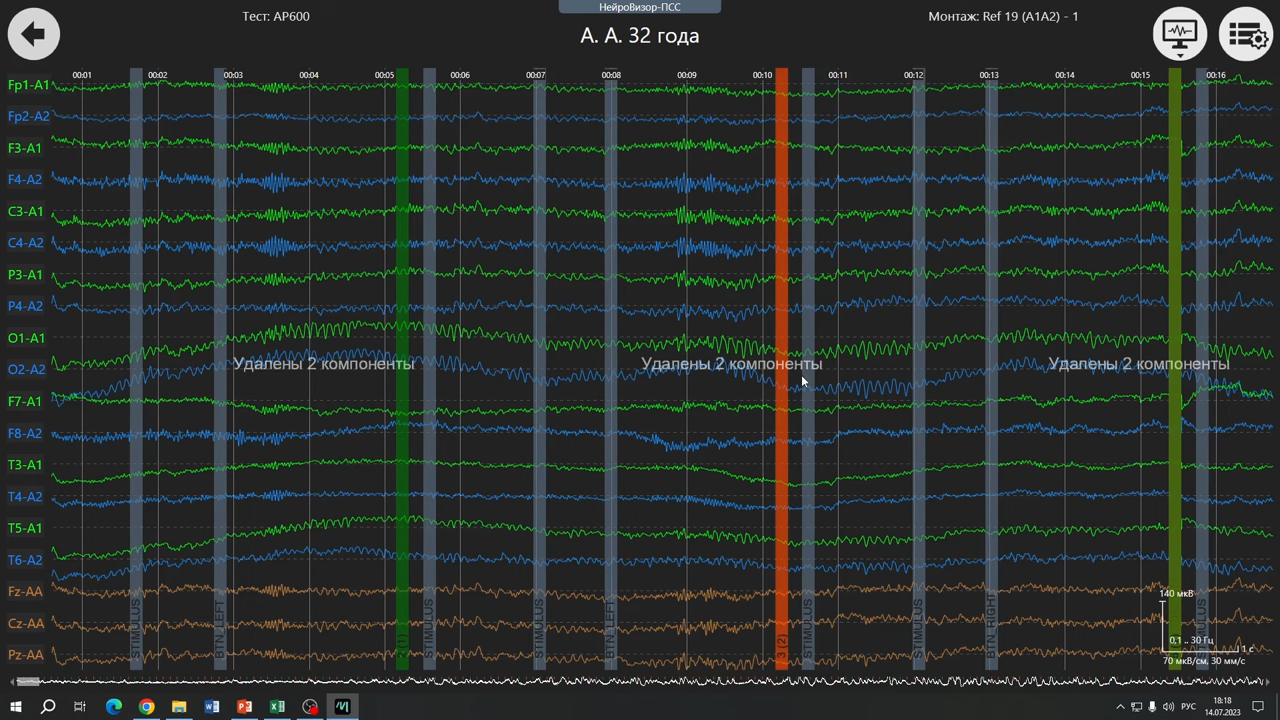 НейроВизор-ПСС
Тест: АР600
Монтаж: Ref 19 (A1A2) - 1
А. А. 32 года
00:01 00:02 00:03 00:04 00:05 00:06 00:07 00:08 00:09 00:10 00:11 00:12 00:13 00:14 00:15 00:16
Fp1-A1
Fp2-A2
F3-A1
F4-A2
C3-A1
C4-A2
P3-A1
P4-A2
O1-A1
Удалены 2 компоненты Удалены 2 компоненты Удалены 2 компоненты
O2-A2
F7-A1
F8-A2
T3-A1
T4-A2
T5-A1
T6-A2
Fz-AA
Cz-AA
Pz-AA
STIMULUS
BTN_LEFT
STIMULUS
STIMULUS
BTN_LEFT
3 (2)
STIMULUS
STIMULUS
BTN_RIGHT
STIMULUS
140 мкВ
0,1 .. 30 Гц
1 с
70 мкВ/см, 30 мм/с
РУС
18:18
14.07.2023